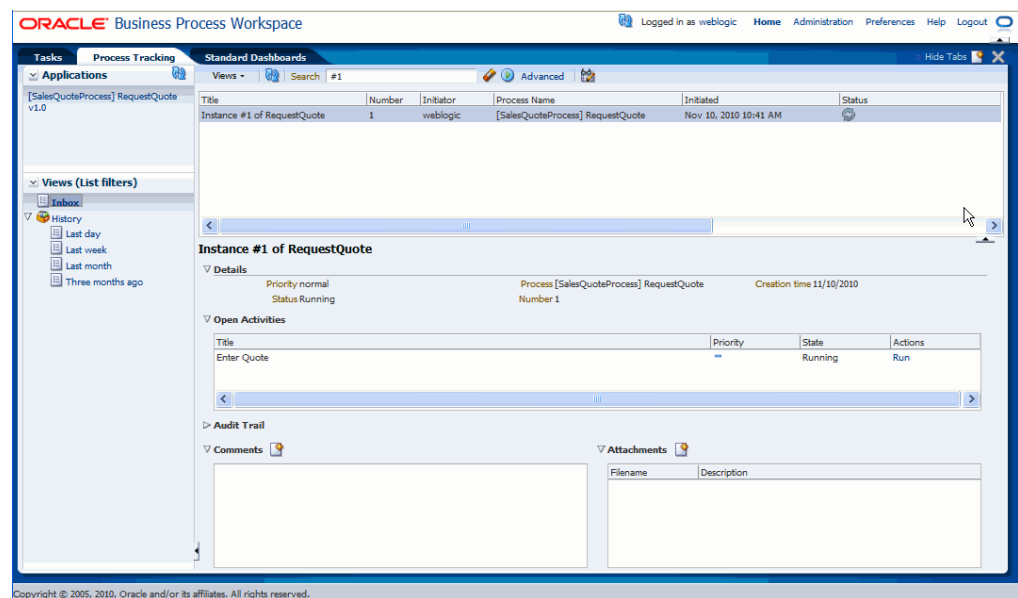 ORACLE Business Process Workspace
Logged in as weblogic Home Administration Preferences Help Logout
Tasks Process Tracking Standard Dashboards
Hide Tabs
Applications
[SalesQuoteProcess] RequestQuote
v1.0
Views (List filters)
Inbox
History
Last day
Last week
Last month
Three months ago
Views Search #1 Advanced
Title Number Initiator Process Name Initiated Status
Instance #1 of RequestQuote 1 weblogic [SalesQuoteProcess] RequestQuote Nov 10, 2010 10:41 AM
Instance #1 of RequestQuote
Details
Priority normal Process [SalesQuoteProcess] RequestQuote Creation time 11/10/2010
Status Running Number 1
Open Activities
Title Priority State Actions
Enter Quote Running Run
Audit Trail
Comments Attachments
Filename Description
Copyright © 2005, 2010, Oracle and/or its affiliates. All rights reserved.